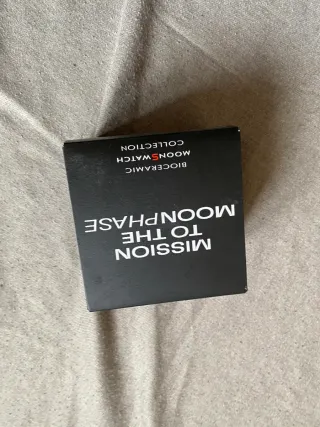 MISSION
TO THE
MOONPHASE
BIOCERAMIC
MOONSWATCH
COLLECTION